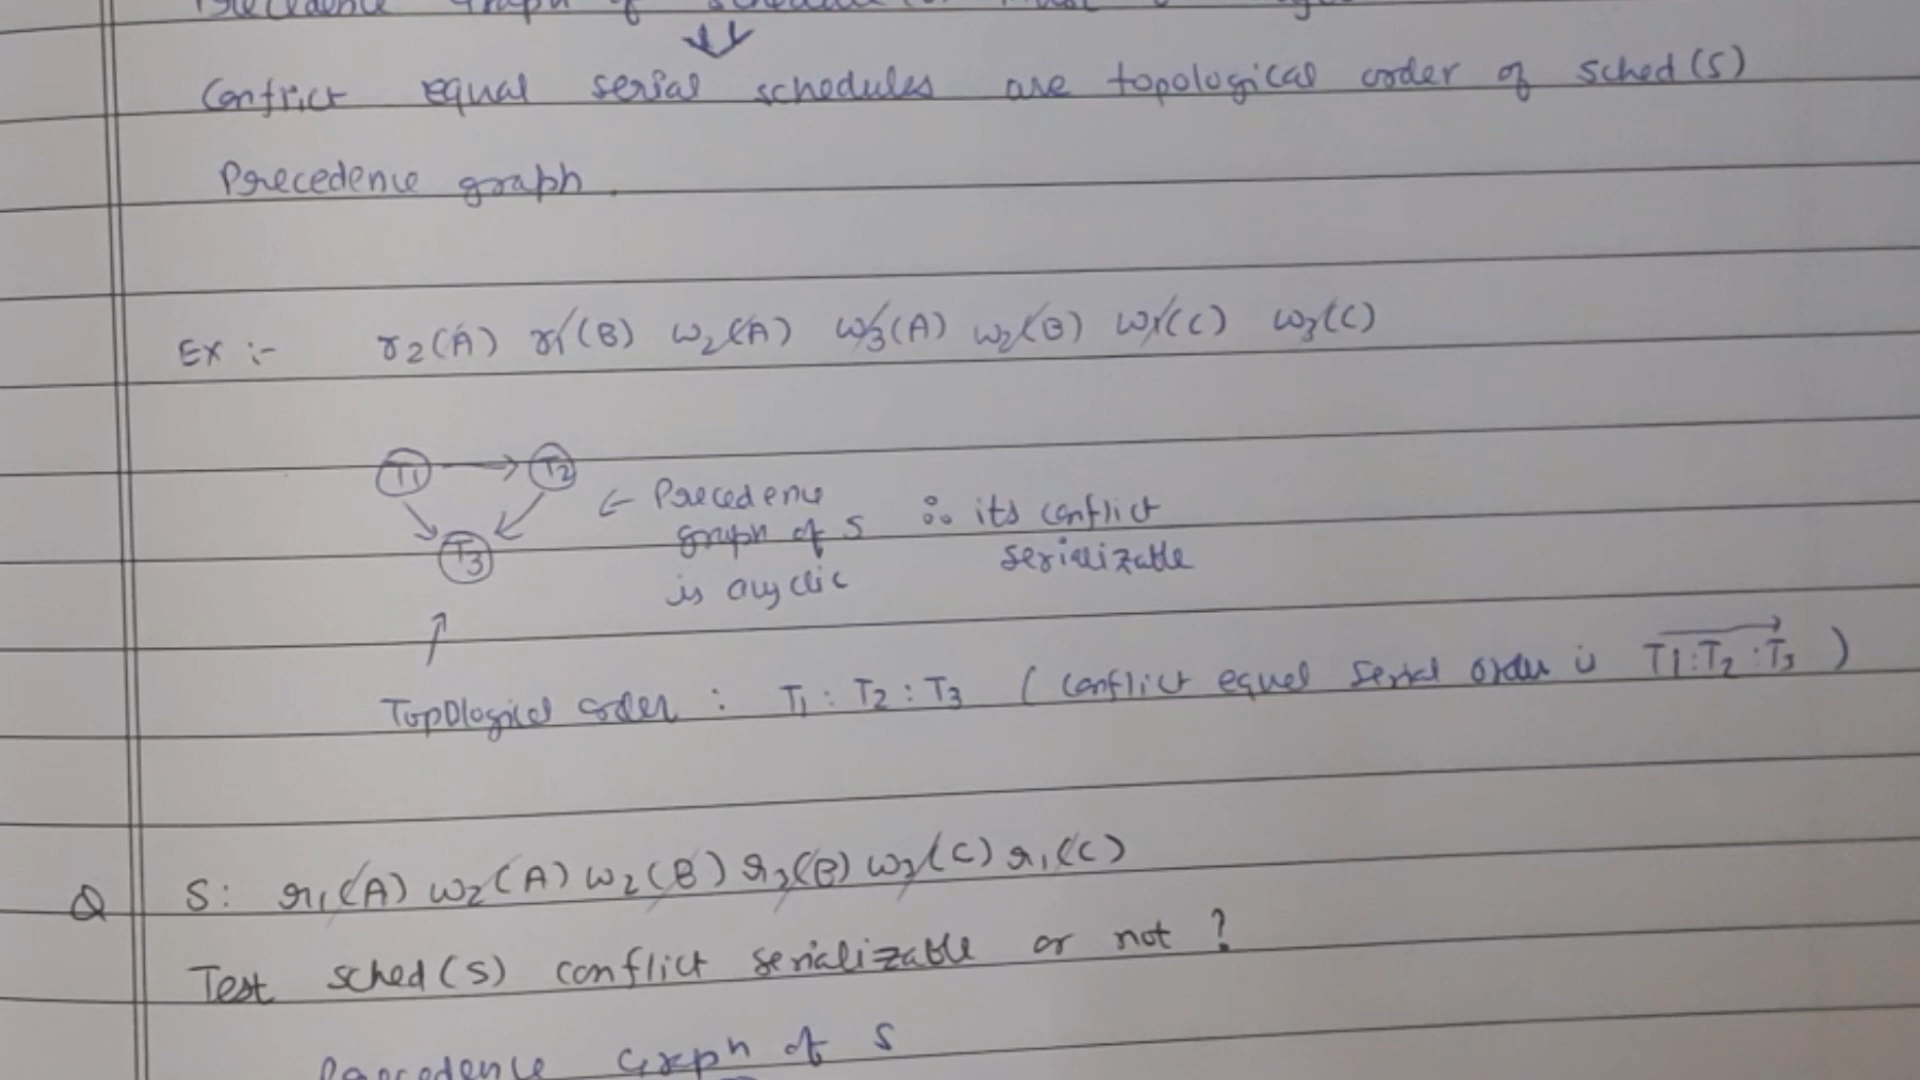 Precedence Graph of
Conflict equal serial schedules are topological order of sched(S)
Precedence graph.
Ex :- r2(A) r1(B) w2(A) w3(A) w2(B) w1(C) w3(C)
T1 → T2
← Precedence
graph of S ∴ its conflict
T3
serializable
is acyclic
↑
Topological order : T1 : T2 : T3 ( conflict equal serial order is T1:T2:T3 )
Q S: r1(A) w2(A) w2(B) r3(B) w3(C) r1(C)
Test sched(S) conflict serializable or not ?
Precedence Graph of S